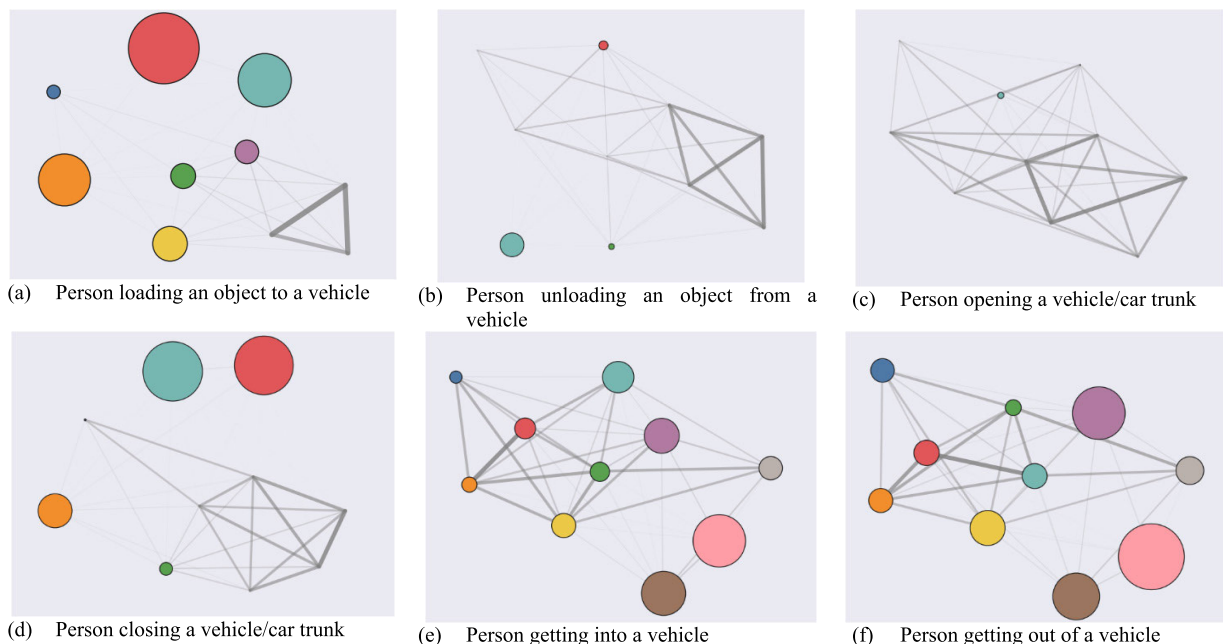 (a) Person loading an object to a vehicle
(b) Person unloading an object from a
vehicle
(c) Person opening a vehicle/car trunk
(d) Person closing a vehicle/car trunk
(e) Person getting into a vehicle
(f) Person getting out of a vehicle